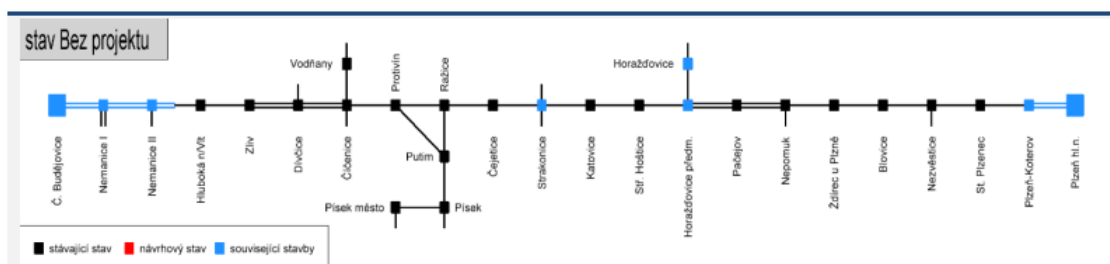 stav Bez projektu
Vodňany
Protivín
Ražice
Horažďovice
Č. Budějovice
Nemanice I
Nemanice II
Hluboká n/Vlt
Zliv
Dívčice
Číčenice
Putim
Čejetice
Strakonice
Katovice
Stř. Hoštice
Horažďovice předm.
Pačejov
Nepomuk
Ždírec u Plzně
Blovice
Nezvěstice
St. Plzenec
Plzeň-Koterov
Plzeň hl.n.
Písek město
Písek
stávající stav
návrhový stav
související stavby